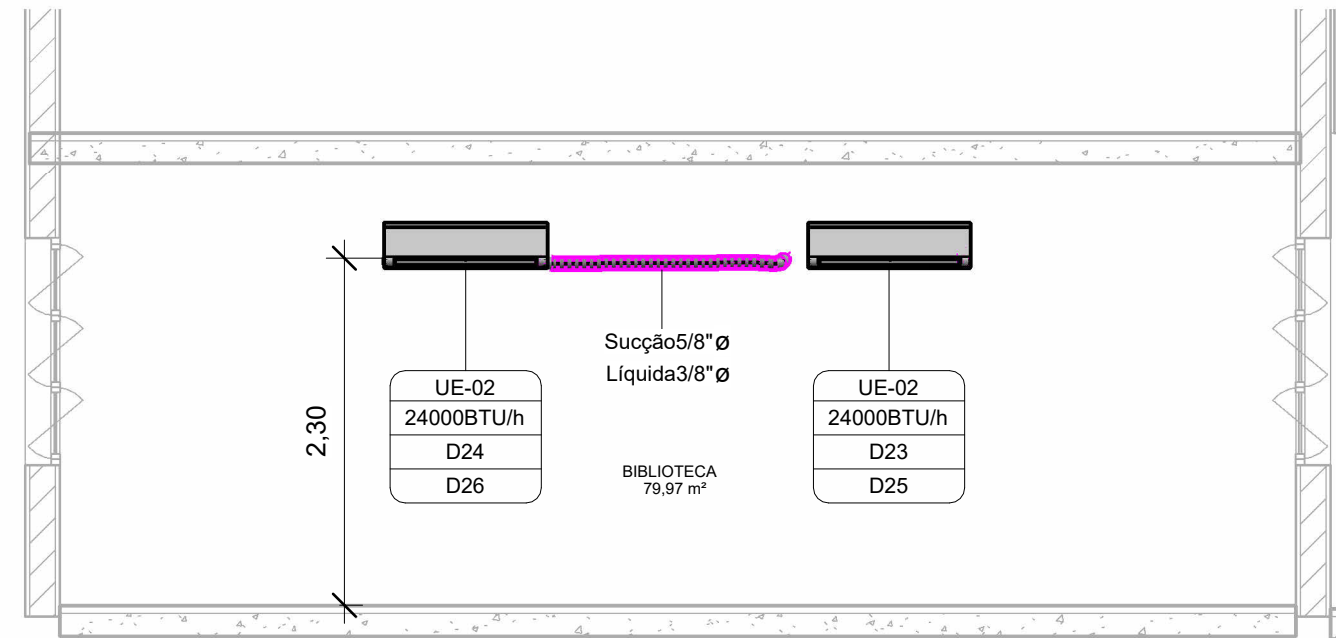 Sucção5/8"Ø
Líquida3/8"Ø
UE-02
24000BTU/h
D24
D26
2,30
BIBLIOTECA
79,97 m²
UE-02
24000BTU/h
D23
D25